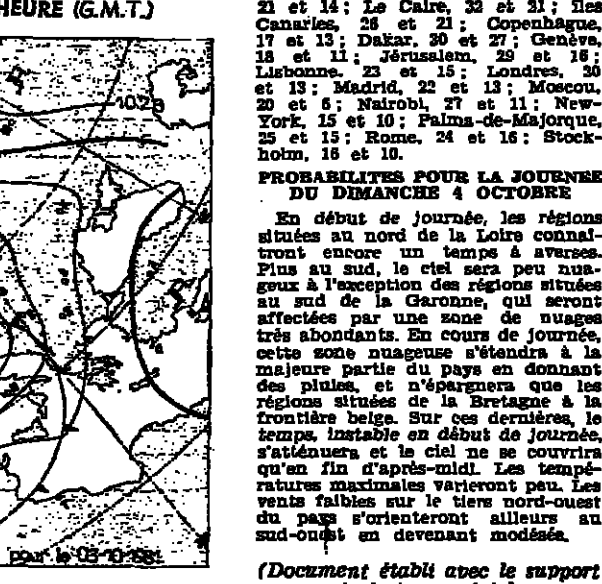 HEURE (G.M.T.)
1020
pour le 03-10-1981
21 et 14 ; Le Caire, 32 et 21 ; îles
Canaries, 26 et 21 ; Copenhague,
17 et 13 ; Dakar, 30 et 27 ; Genève,
18 et 11 ; Jérusalem, 29 et 16 ;
Lisbonne, 23 et 15 ; Londres, 30
et 13 ; Madrid, 22 et 13 ; Moscou,
20 et 6 ; Nairobi, 27 et 11 ; New-
York, 15 et 10 ; Palma-de-Majorque,
25 et 15 ; Rome, 24 et 16 ; Stock-
holm, 16 et 10.
PROBABILITES POUR LA JOURNEE
DU DIMANCHE 4 OCTOBRE
En début de journée, les régions
situées au nord de la Loire connaî-
tront encore un temps à averses.
Plus au sud, le ciel sera peu nua-
geux à l'exception des régions situées
au sud de la Garonne, qui seront
affectées par une zone de nuages
très abondants. En cours de journée,
cette zone nuageuse s'étendra à la
majeure partie du pays en donnant
des pluies, et n'épargnera que les
régions situées de la Bretagne à la
frontière belge. Sur ces dernières, le
temps, instable en début de journée,
s'atténuera et le ciel ne se couvrira
qu'en fin d'après-midi. Les tempé-
ratures maximales varieront peu. Les
vents faibles sur le tiers nord-ouest
du pays s'orienteront ailleurs au
sud-ouest en devenant modérés.
(Document établi avec le support